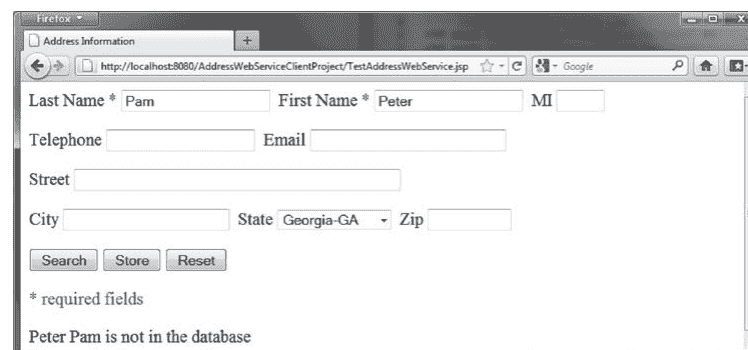 Firefox
Address Information
http://localhost:8080/AddressWebServiceClientProject/TestAddressWebService.jsp
Google
Last Name * Pam First Name * Peter MI
Telephone Email
Street
City State Georgia-GA Zip
Search Store Reset
* required fields
Peter Pam is not in the database